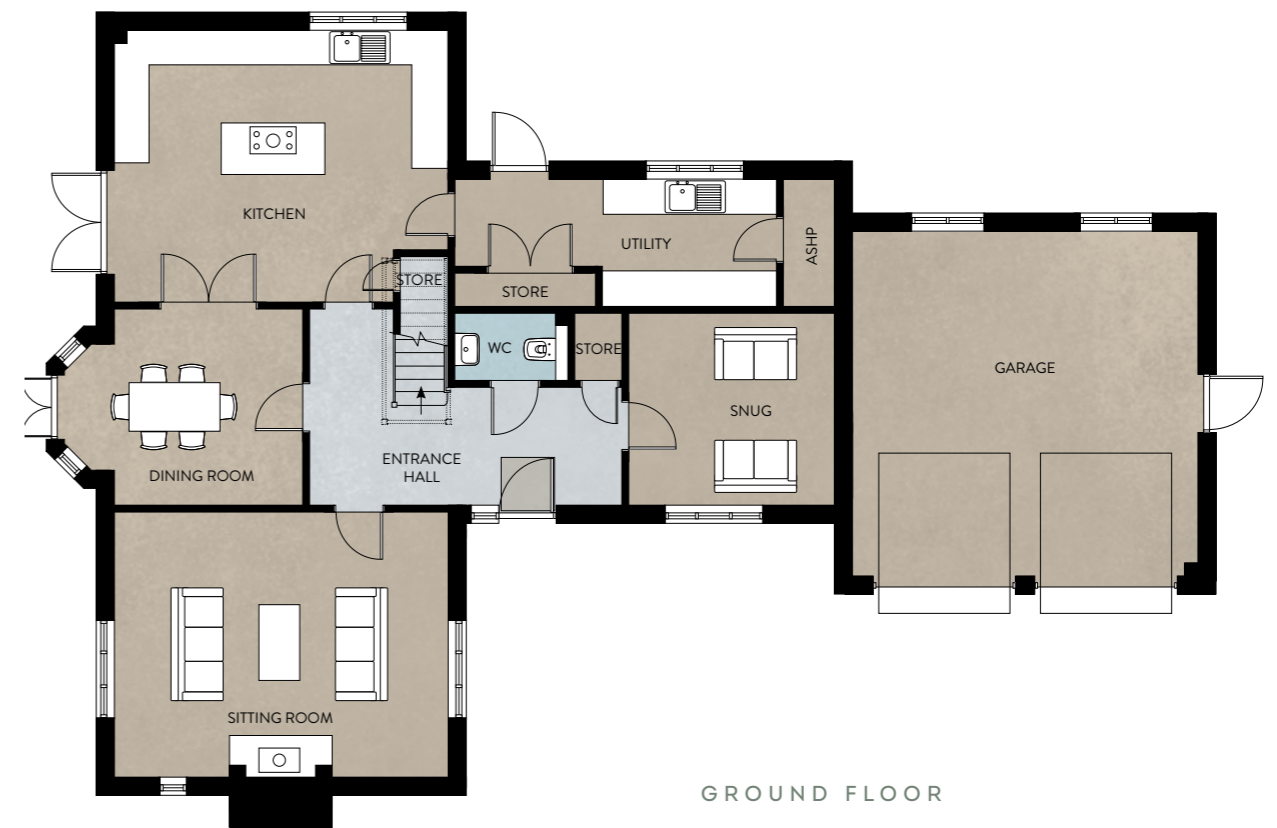 KITCHEN
UTILITY
ASHP
STORE
STORE
WC
STORE
GARAGE
SNUG
ENTRANCE
HALL
DINING ROOM
SITTING ROOM
GROUND FLOOR